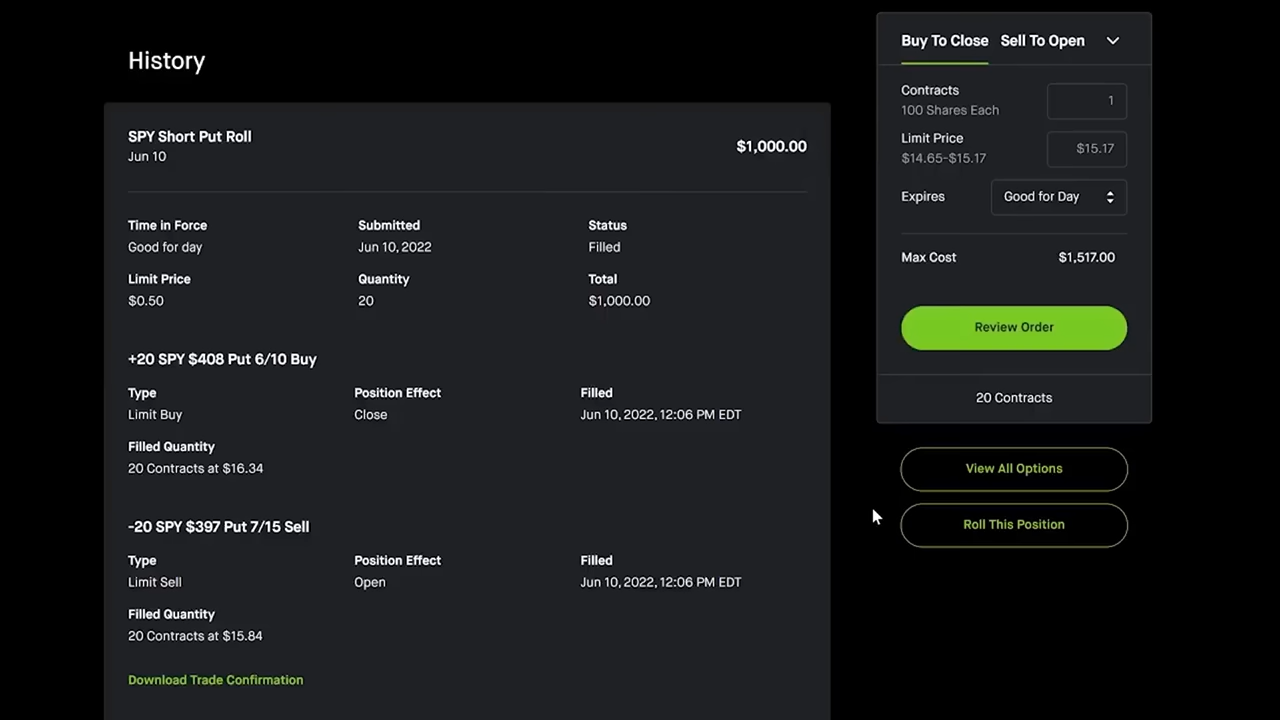 History
SPY Short Put Roll
Jun 10
$1,000.00
Time in Force
Submitted
Status
Good for day
Jun 10, 2022
Filled
Limit Price
Quantity
Total
$0.50
20
$1,000.00
+20 SPY $408 Put 6/10 Buy
Type
Position Effect
Filled
Limit Buy
Close
Jun 10, 2022, 12:06 PM EDT
Filled Quantity
20 Contracts at $16.34
-20 SPY $397 Put 7/15 Sell
Type
Position Effect
Filled
Limit Sell
Open
Jun 10, 2022, 12:06 PM EDT
Filled Quantity
20 Contracts at $15.84
Download Trade Confirmation
Buy To Close
Sell To Open
Contracts
100 Shares Each
1
Limit Price
$14.65-$15.17
$15.17
Expires
Good for Day
Max Cost
$1,517.00
Review Order
20 Contracts
View All Options
Roll This Position